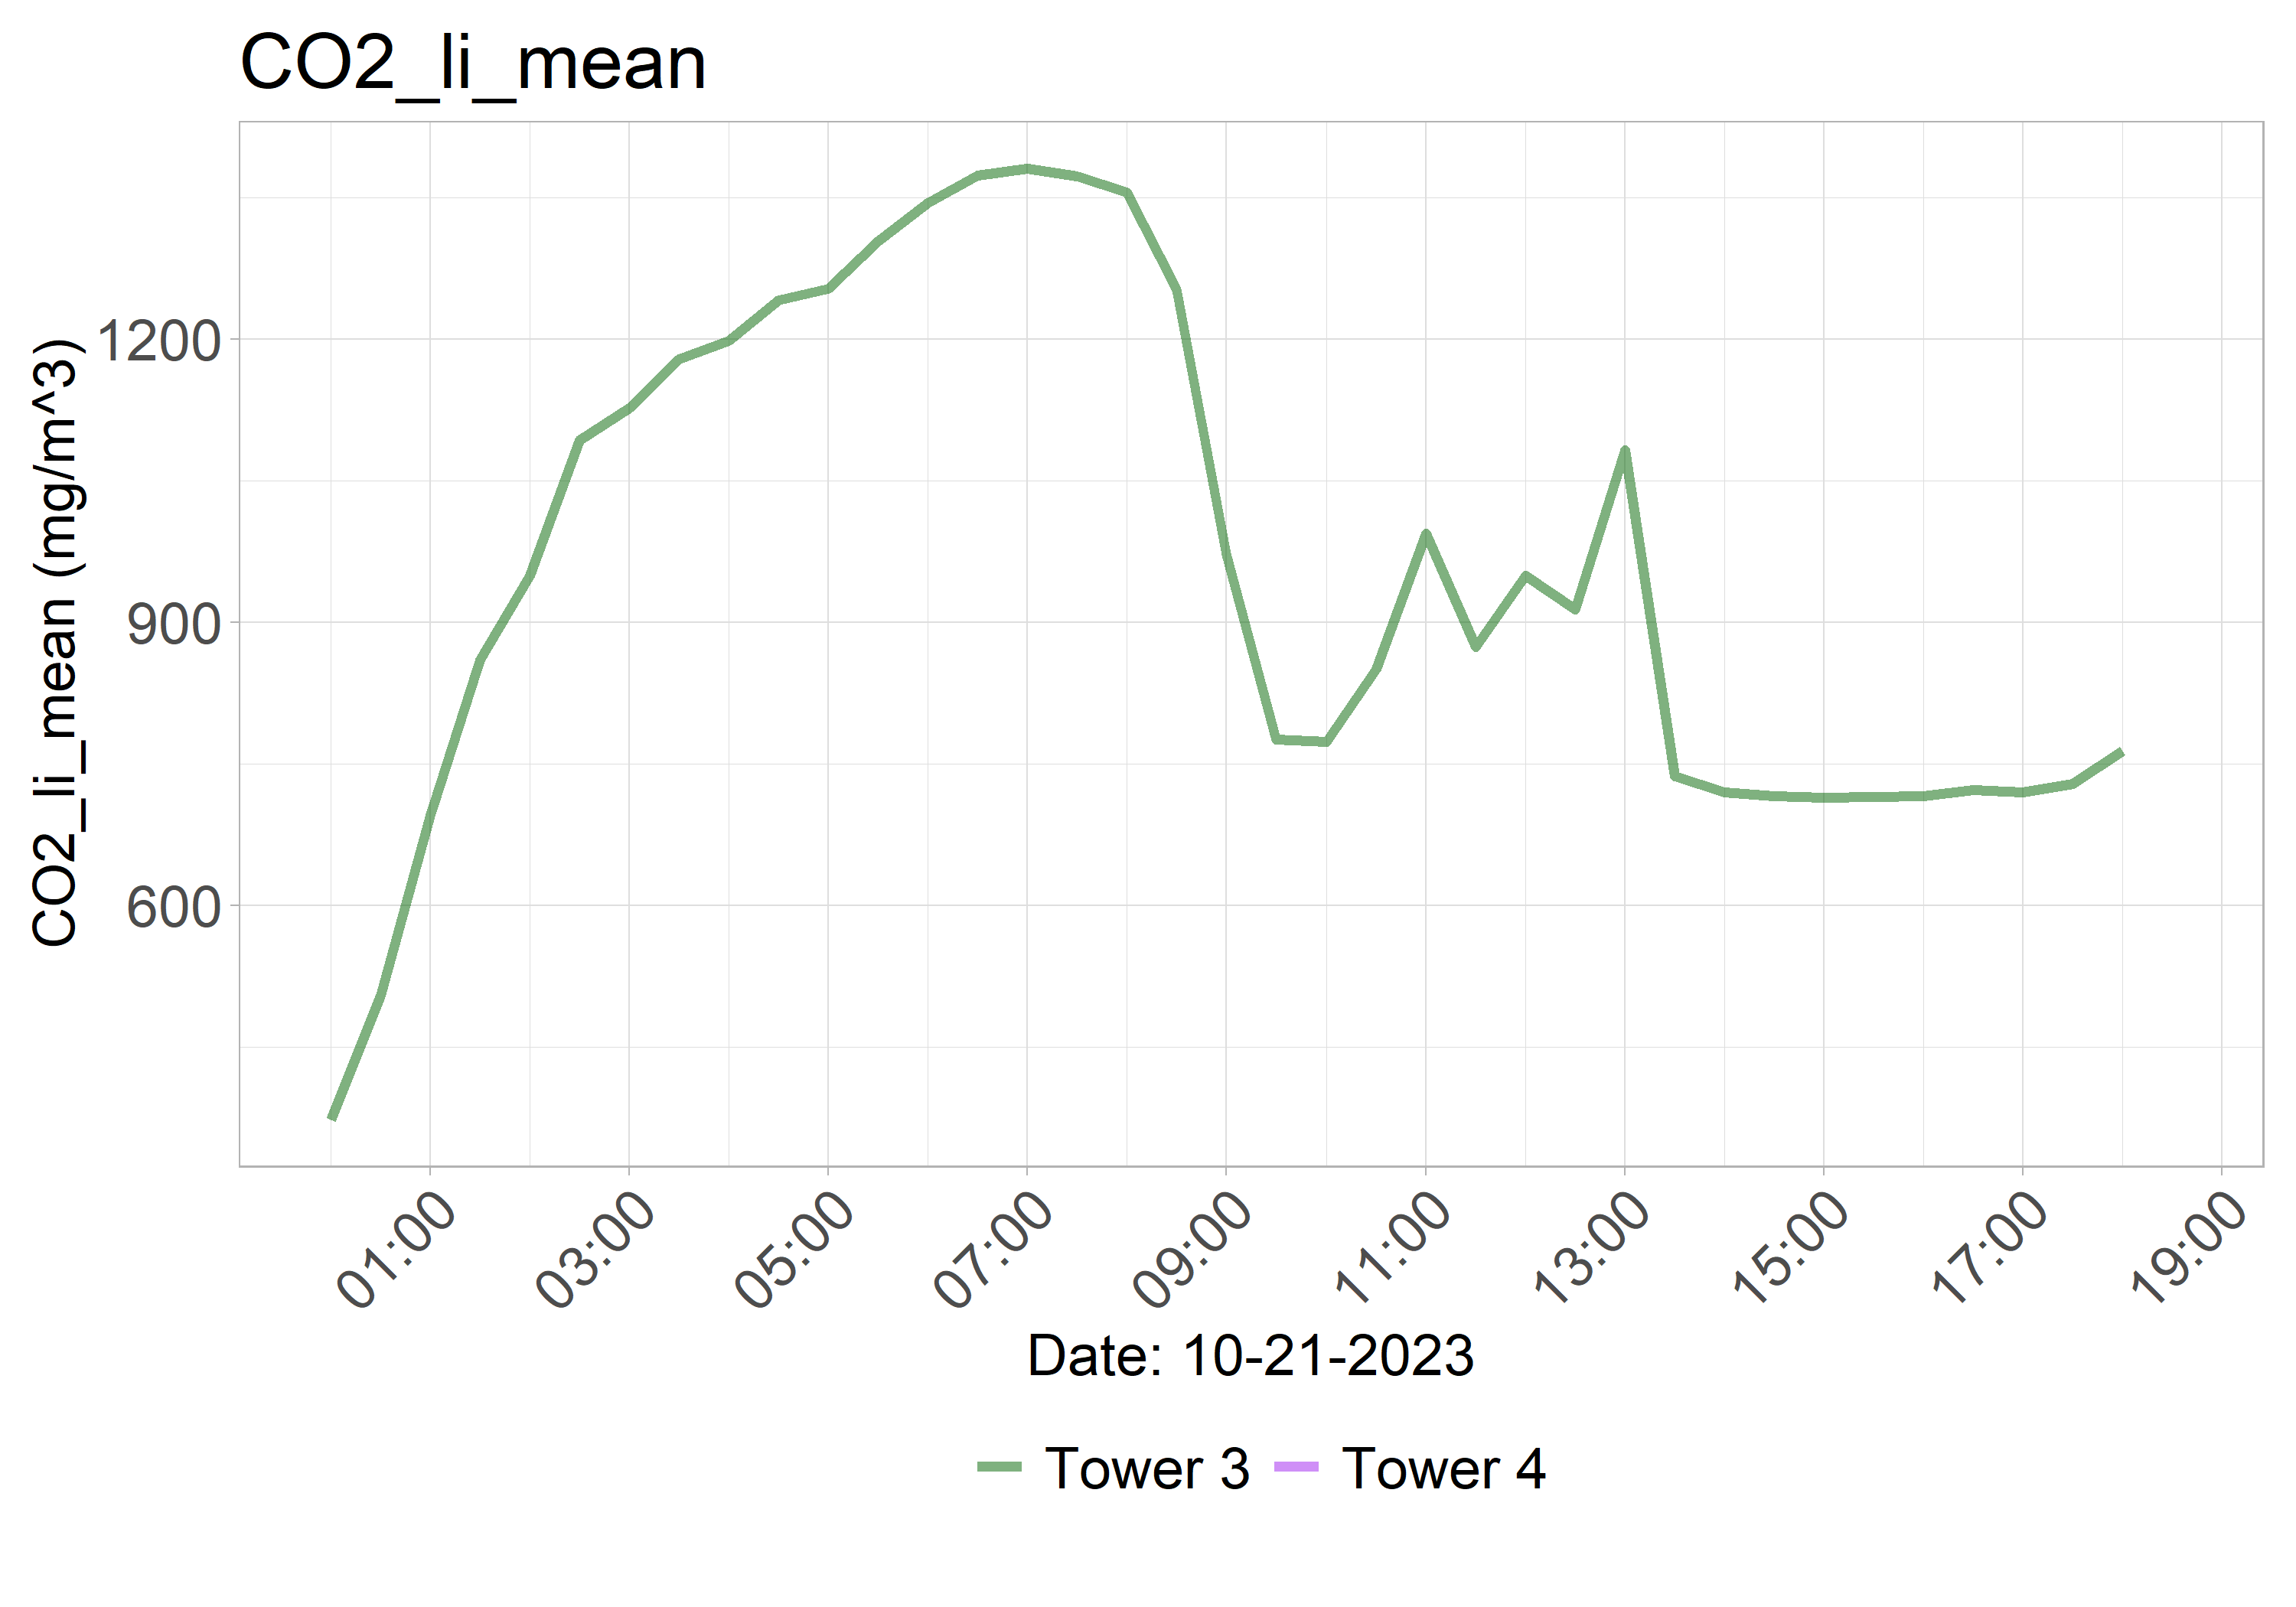 CO2_li_mean
CO2_li_mean (mg/m^3)
1200
900
600
01:00 03:00 05:00 07:00 09:00 11:00 13:00 15:00 17:00 19:00
Date: 10-21-2023
Tower 3 Tower 4